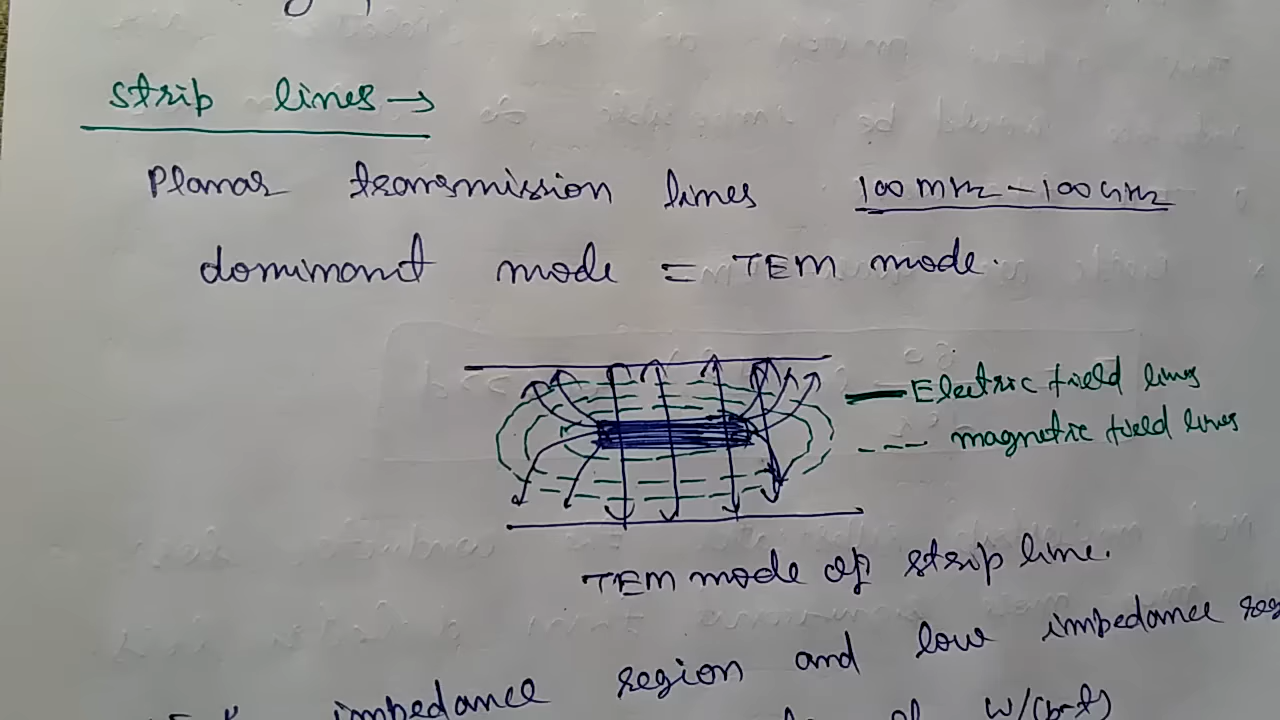 strip lines →
Planar transmission lines 100 MHz - 100 GHz
dominant mode = TEM mode.
Electric field lines
magnetic field lines
TEM mode of strip line.
impedance region and low impedance
of W/(b-t)